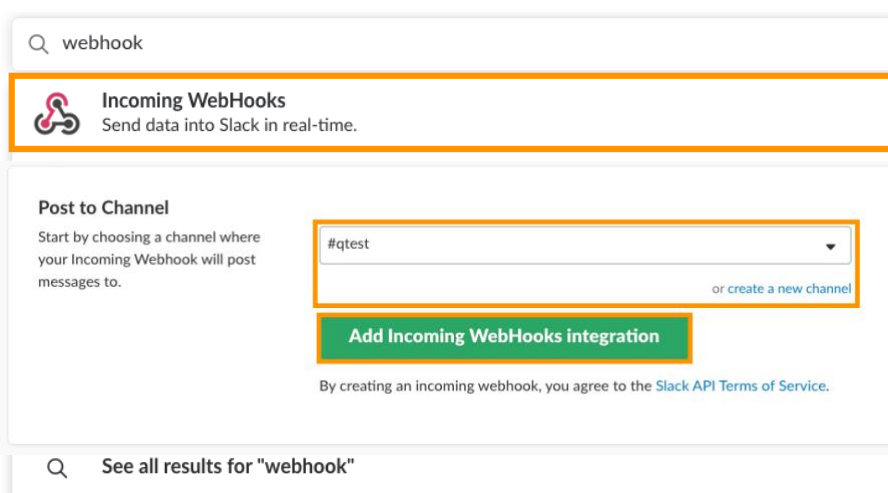 webhook
Incoming WebHooks
Send data into Slack in real-time.
Post to Channel
Start by choosing a channel where
your Incoming Webhook will post
messages to.
#qtest
or create a new channel
Add Incoming WebHooks integration
By creating an incoming webhook, you agree to the Slack API Terms of Service.
See all results for "webhook"